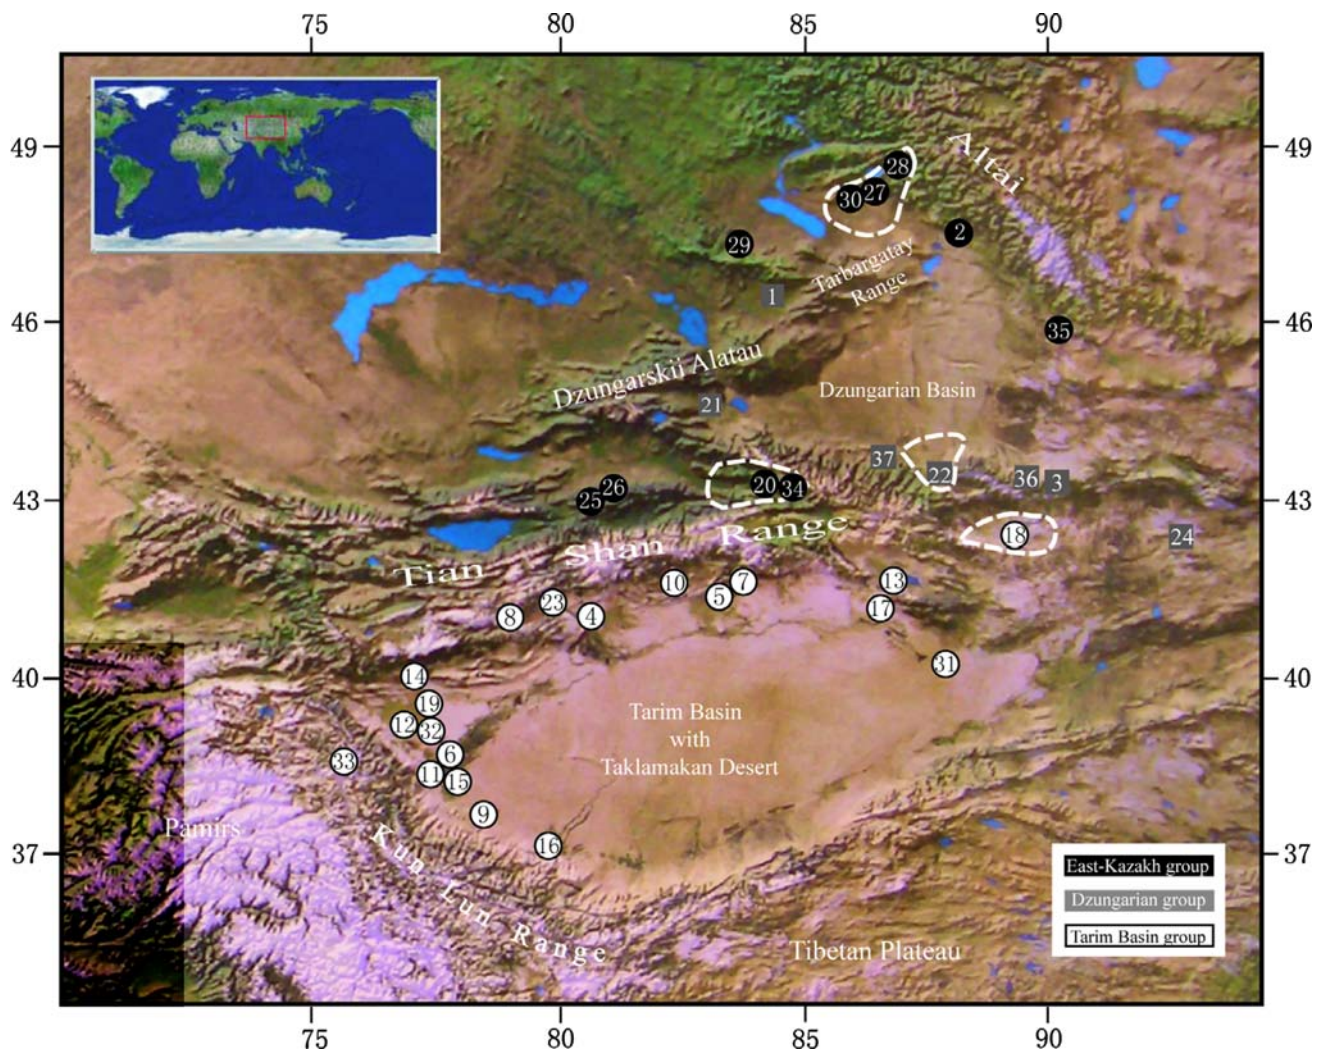 75 80 85 90
49 49
Altai
28
27
30
2
29
Tarbargatay
Range
1
46 46
35
Dzungarskij Alatau
Dzungarian Basin
21
37
22
36
3
20
34
26
25
43 43
18
24
Tian Shan Range
10
7
5
13
17
23
8
4
31
40 40
14
19
12
32
6
33
11
15
Tarim Basin
with
Taklamakan Desert
9
16
Pamirs
37 37
Kun Lun Range
Tibetan Plateau
East-Kazakh group
Dzungarian group
Tarim Basin group
75 80 85 90